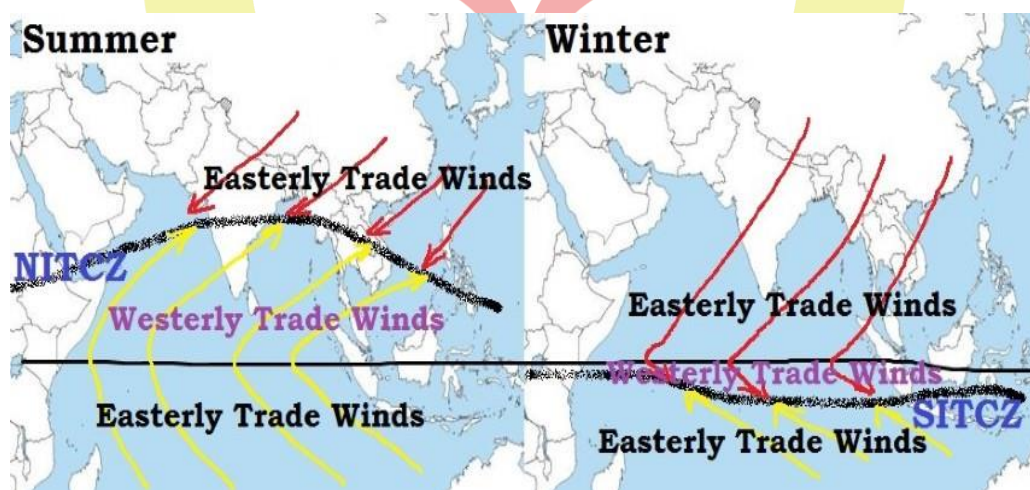 Summer
Easterly Trade Winds
NITCZ
Westerly Trade Winds
Easterly Trade Winds
Winter
Easterly Trade Winds
Westerly Trade Winds
SITCZ
Easterly Trade Winds